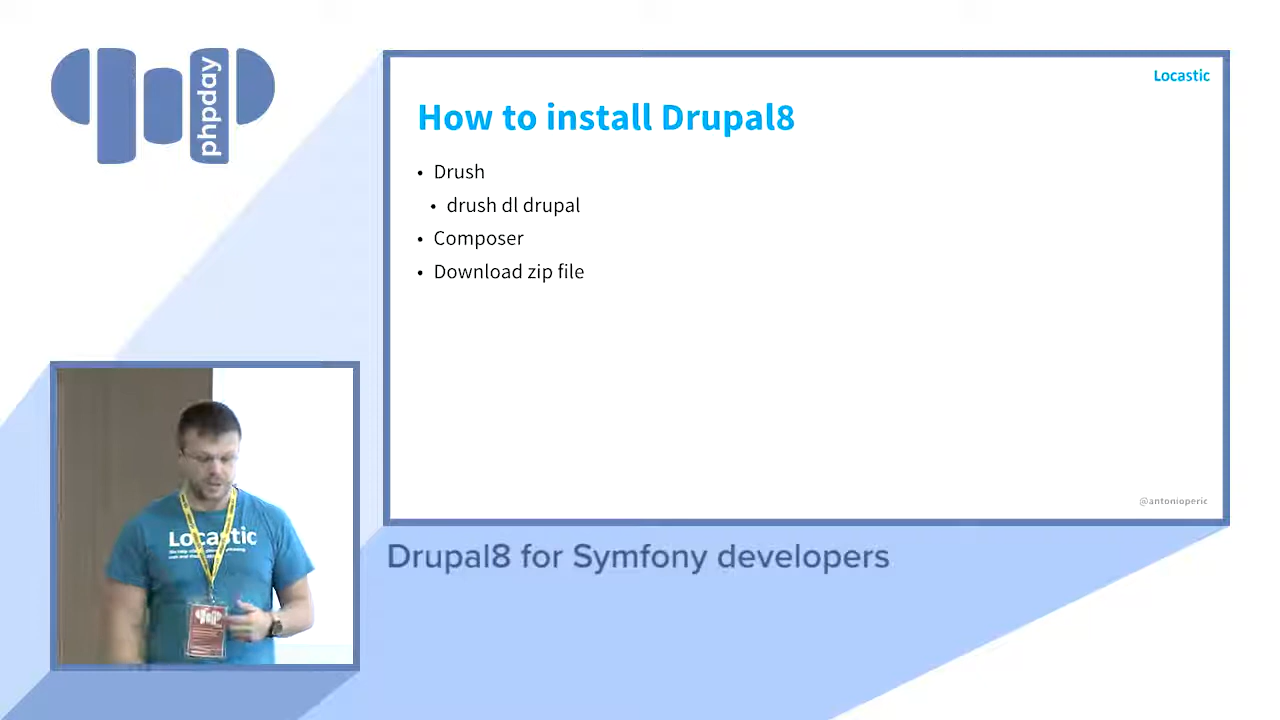 phpday
Locastic
How to install Drupal8
• Drush
• drush dl drupal
• Composer
• Download zip file
@antonioperic
Drupal8 for Symfony developers
Locastic